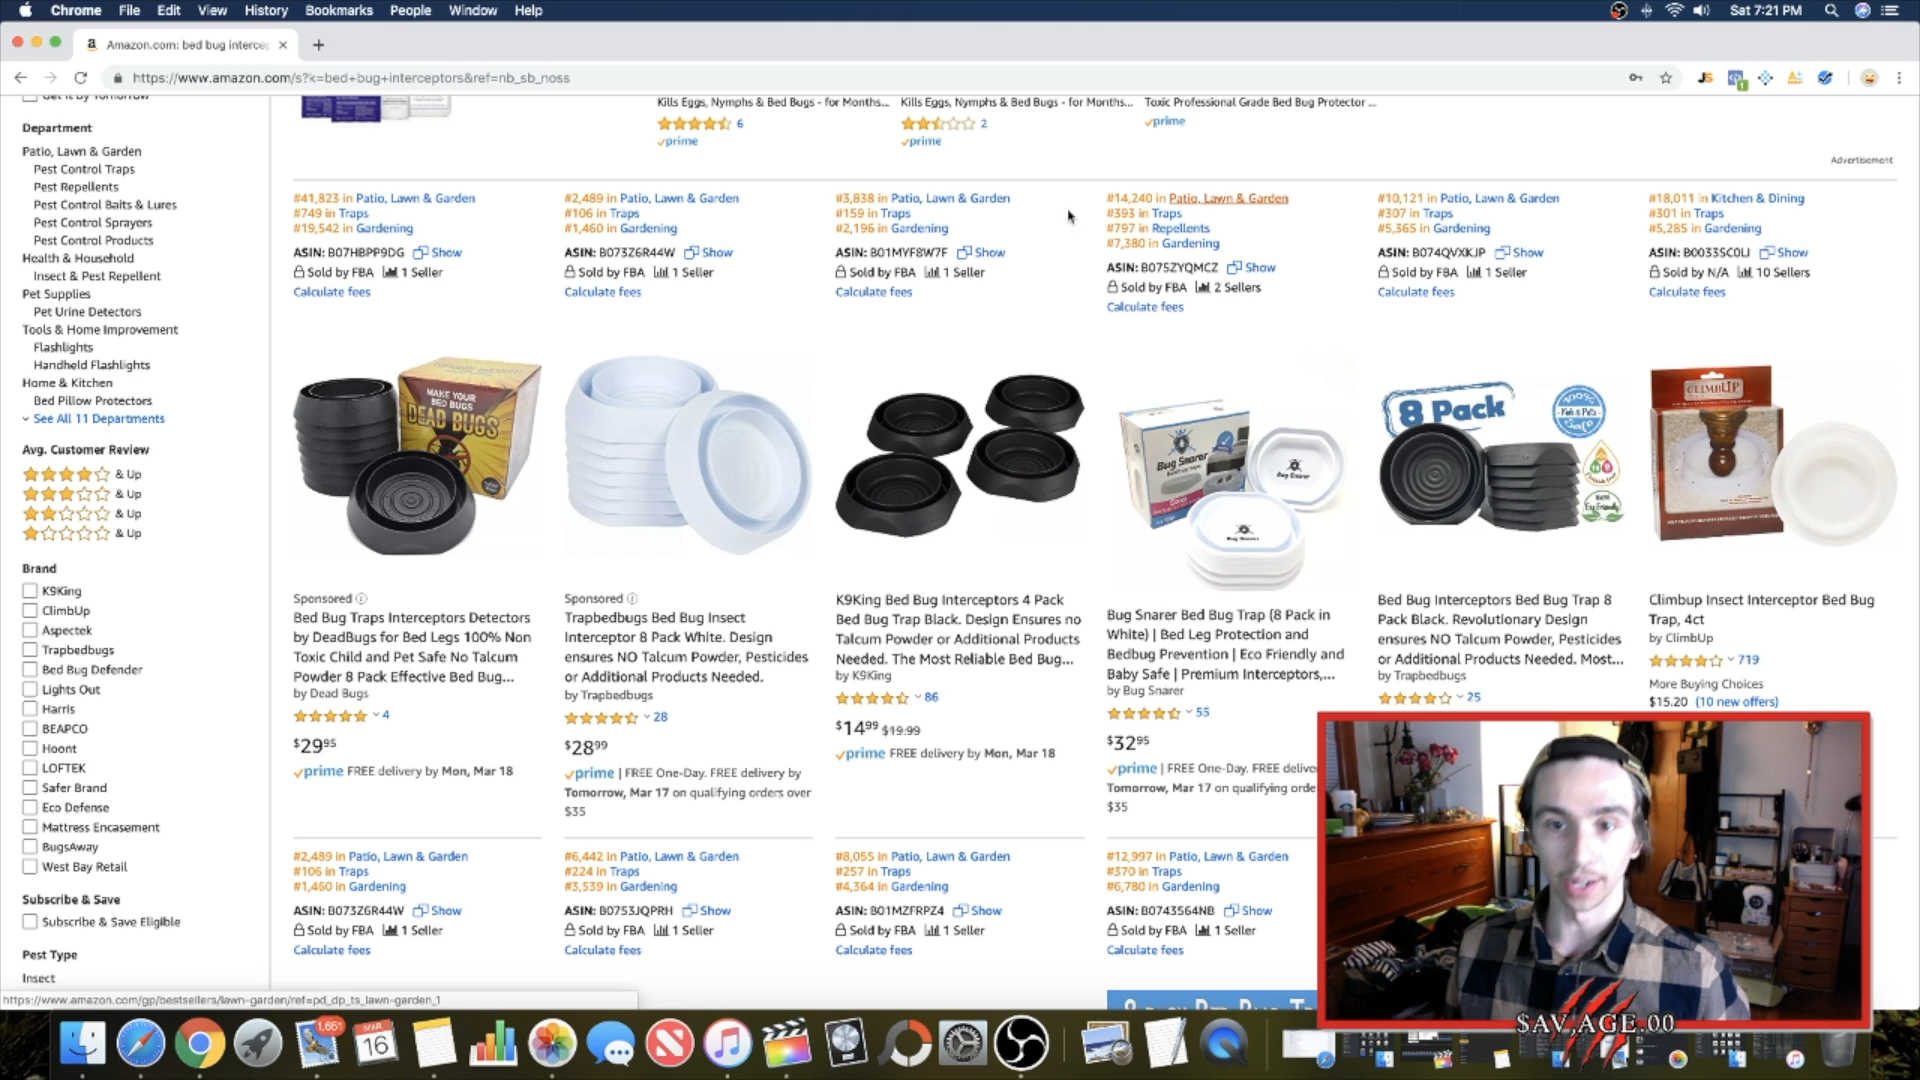 Chrome File Edit View History Bookmarks People Window Help
Sat 7:21 PM
Amazon.com: bed bug interce
https://www.amazon.com/s?k=bed+bug+interceptors&ref=nb_sb_noss
Get It by Tomorrow
Department
Patio, Lawn & Garden
Pest Control Traps
Pest Repellents
Pest Control Baits & Lures
Pest Control Sprayers
Pest Control Products
Health & Household
Insect & Pest Repellent
Pet Supplies
Pet Urine Detectors
Tools & Home Improvement
Flashlights
Handheld Flashlights
Home & Kitchen
Bed Pillow Protectors
See All 11 Departments
Avg. Customer Review
& Up
& Up
& Up
& Up
Brand
K9King
ClimbUp
Aspectek
Trapbedbugs
Bed Bug Defender
Lights Out
Harris
BEAPCO
Hoont
LOFTEK
Safer Brand
Eco Defense
Mattress Encasement
BugsAway
West Bay Retail
Subscribe & Save
Subscribe & Save Eligible
Pest Type
Insect
https://www.amazon.com/gp/bestsellers/lawn-garden/ref=pd_dp_ts_lawn-garden_1
Kills Eggs, Nymphs & Bed Bugs - for Months...
6
prime
Kills Eggs, Nymphs & Bed Bugs - for Months...
2
prime
Toxic Professional Grade Bed Bug Protector ...
prime
Advertisement
#41,823 in Patio, Lawn & Garden
#749 in Traps
#19,542 in Gardening
ASIN: B07HBPP9DG Show
Sold by FBA 1 Seller
Calculate fees
MAKE YOUR
BED BUGS
DEAD BUGS
Sponsored
Bed Bug Traps Interceptors Detectors
by DeadBugs for Bed Legs 100% Non
Toxic Child and Pet Safe No Talcum
Powder 8 Pack Effective Bed Bug...
by Dead Bugs
4
$29 95
prime FREE delivery by Mon, Mar 18
#2,489 in Patio, Lawn & Garden
#106 in Traps
#1,460 in Gardening
ASIN: B073Z6R44W Show
Sold by FBA 1 Seller
Calculate fees
Sponsored
Trapbedbugs Bed Bug Insect
Interceptor 8 Pack White. Design
ensures NO Talcum Powder, Pesticides
or Additional Products Needed.
by Trapbedbugs
28
$28 99
prime | FREE One-Day. FREE delivery by
Tomorrow, Mar 17 on qualifying orders over
$35
#3,838 in Patio, Lawn & Garden
#159 in Traps
#2,196 in Gardening
ASIN: B01MYF8W7F Show
Sold by FBA 1 Seller
Calculate fees
K9King Bed Bug Interceptors 4 Pack
Bed Bug Trap Black. Design Ensures no
Talcum Powder or Additional Products
Needed. The Most Reliable Bed Bug...
by K9King
86
$14 99 $19.99
prime FREE delivery by Mon, Mar 18
#14,240 in Patio, Lawn & Garden
#393 in Traps
#797 in Repellents
#7,380 in Gardening
ASIN: B075ZYQMCZ Show
Sold by FBA 2 Sellers
Calculate fees
Bug Snarer
Bug Snarer
Bug Snarer
Bug Snarer Bed Bug Trap (8 Pack in
White) | Bed Leg Protection and
Bedbug Prevention | Eco Friendly and
Baby Safe | Premium Interceptors,...
by Bug Snarer
55
$32 95
prime | FREE One-Day. FREE delive
Tomorrow, Mar 17 on qualifying orde
$35
#10,121 in Patio, Lawn & Garden
#307 in Traps
#5,365 in Gardening
ASIN: B074QVXKJP Show
Sold by FBA 1 Seller
Calculate fees
8 Pack
100%
Kids & Pets
Safe
Eco Friendly
Bed Bug Interceptors Bed Bug Trap 8
Pack Black. Revolutionary Design
ensures NO Talcum Powder, Pesticides
or Additional Products Needed. Most...
by Trapbedbugs
25
#18,011 in Kitchen & Dining
#301 in Traps
#5,285 in Gardening
ASIN: B0033SC0LI Show
Sold by N/A 10 Sellers
Calculate fees
CLIMBUP
Climbup Insect Interceptor Bed Bug
Trap, 4ct
by ClimbUp
719
More Buying Choices
$15.20 (10 new offers)
#2,489 in Patio, Lawn & Garden
#106 in Traps
#1,460 in Gardening
ASIN: B073Z6R44W Show
Sold by FBA 1 Seller
Calculate fees
#6,442 in Patio, Lawn & Garden
#224 in Traps
#3,539 in Gardening
ASIN: B0753JQPRH Show
Sold by FBA 1 Seller
Calculate fees
#8,055 in Patio, Lawn & Garden
#257 in Traps
#4,364 in Gardening
ASIN: B01MZFRPZ4 Show
Sold by FBA 1 Seller
Calculate fees
#12,997 in Patio, Lawn & Garden
#370 in Traps
#6,780 in Gardening
ASIN: B0743564NB Show
Sold by FBA 1 Seller
Calculate fees
$AV,AGE.00
1,651
MAR
16